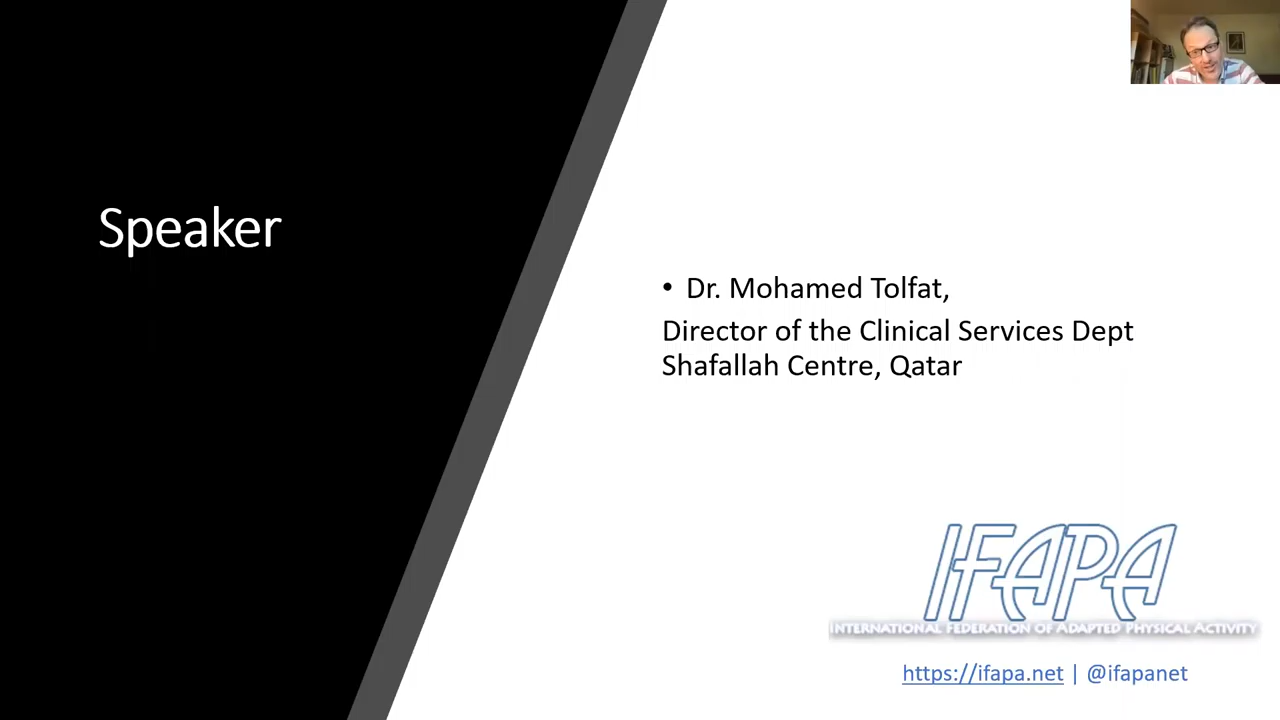 Speaker
• Dr. Mohamed Tolfat,
Director of the Clinical Services Dept
Shafallah Centre, Qatar
IFAPA
INTERNATIONAL FEDERATION OF ADAPTED PHYSICAL ACTIVITY
https://ifapa.net | @ifapanet